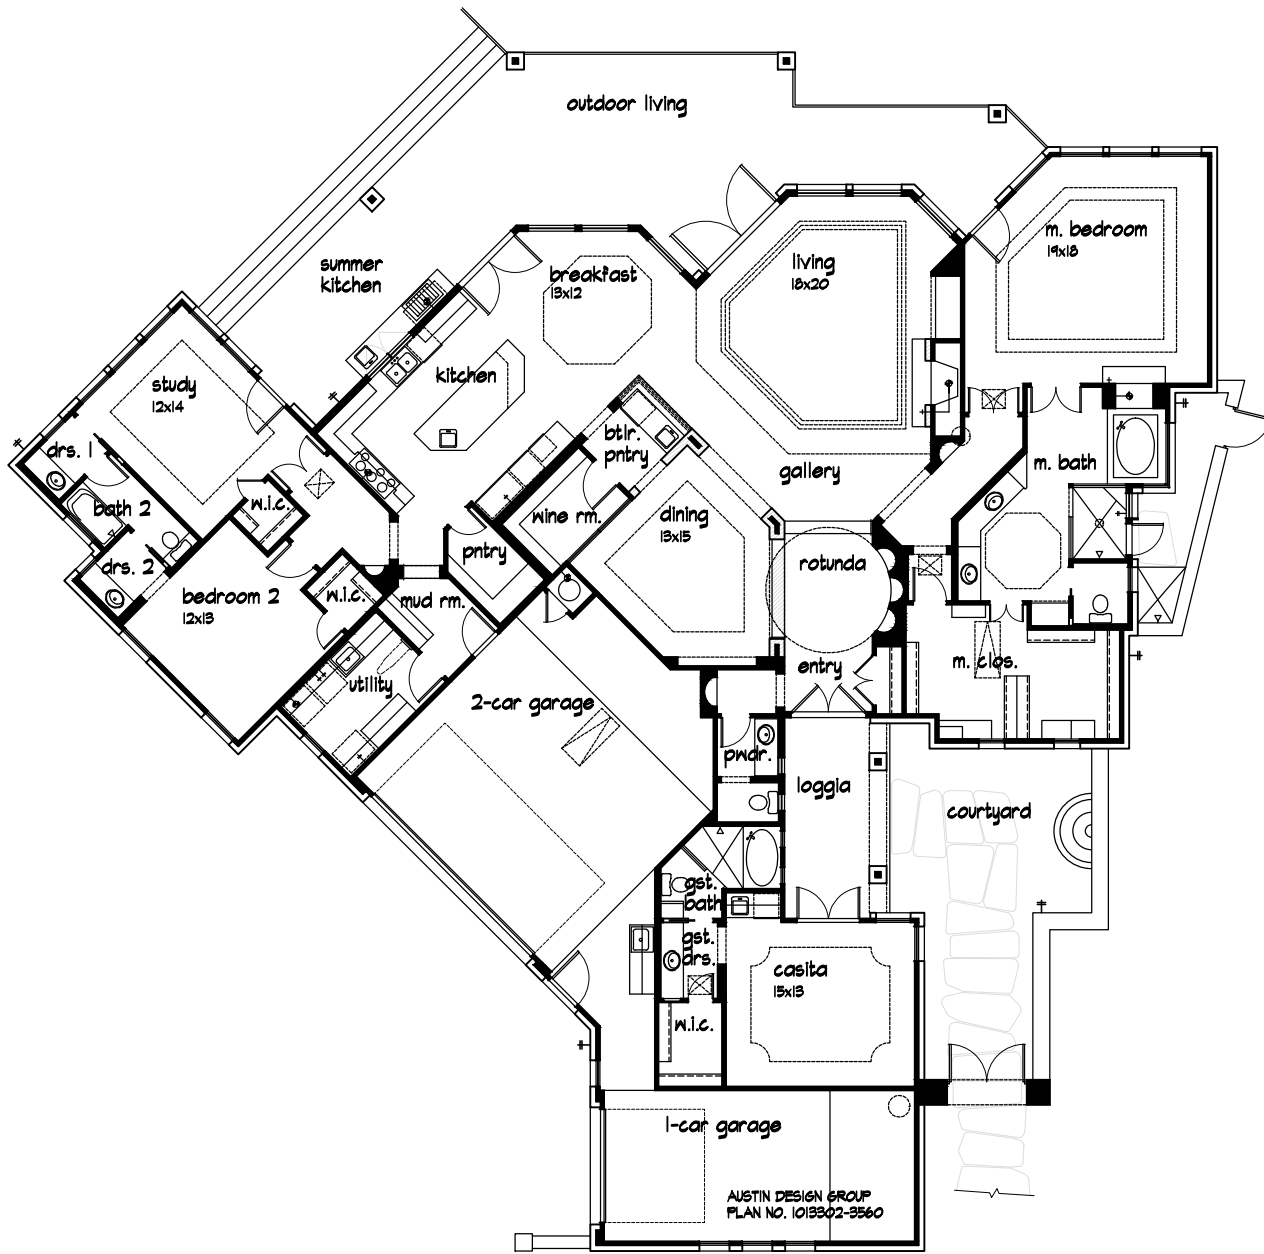 outdoor living
m. bedroom
19x18
living
18x20
summer
kitchen
breakfast
13x12
kitchen
study
12x14
drs. 1
bath 2
drs. 2
w.i.c.
bedroom 2
12x13
w.i.c.
mud rm.
pntry
utility
btlr.
pntry
wine rm.
dining
13x15
gallery
rotunda
entry
m. bath
m. clos.
2-car garage
pwdr.
loggia
courtyard
gst.
bath
gst.
drs.
casita
15x13
w.i.c.
1-car garage
AUSTIN DESIGN GROUP
PLAN NO. 1013302-3560